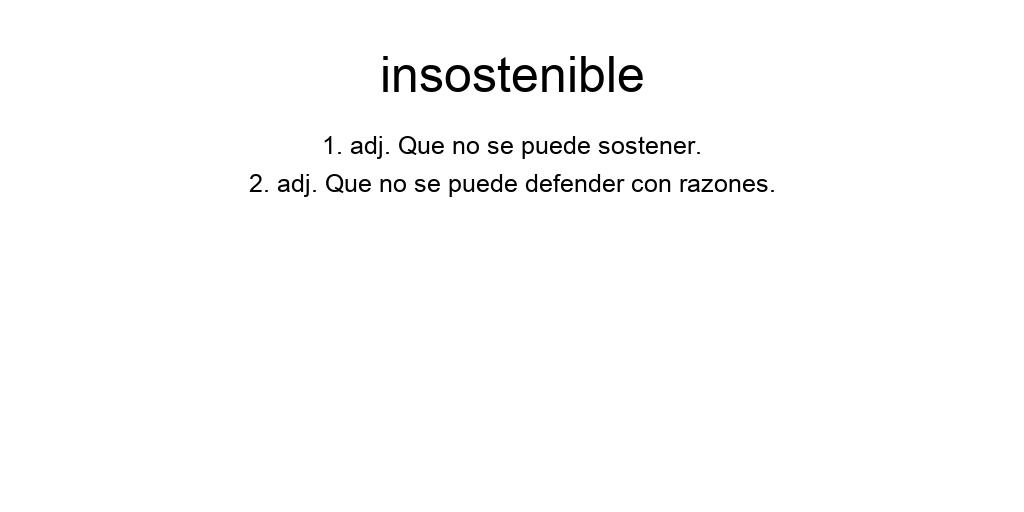 insostenible
1. adj. Que no se puede sostener.
2. adj. Que no se puede defender con razones.